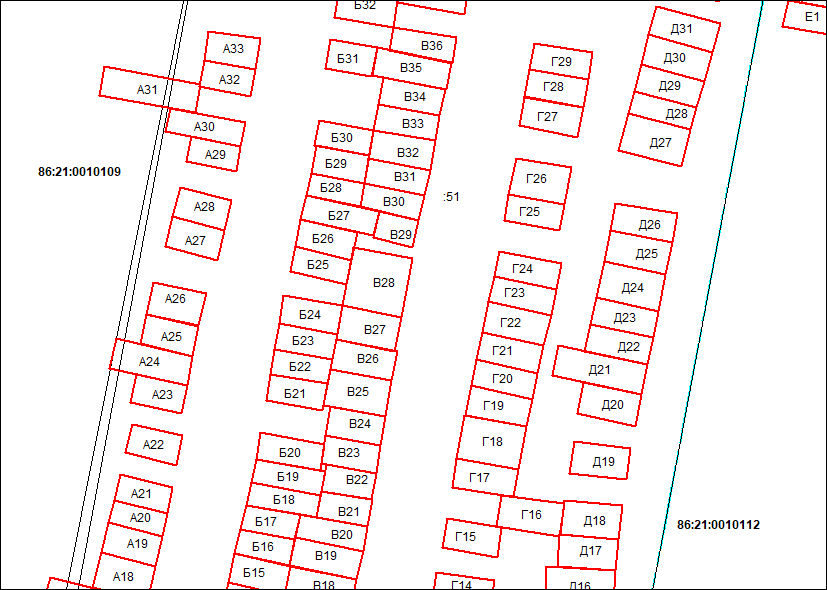 Б32
Е1
А33
В36
Д31
А32
Б31
В35
Г29
Д30
А31
В34
Г28
Д29
А30
В33
Г27
Д28
А29
Б30
В32
Д27
86:21:0010109
Б29
В31
Г26
Б28
В30
:51
А28
Б27
Г25
А27
Б26
В29
Д26
Б25
В28
Г24
Д25
А26
Г23
Д24
Б24
В27
Г22
Д23
А25
Б23
В26
Г21
Д22
А24
Б22
Г20
Д21
А23
Б21
В25
Г19
Д20
А22
В24
Г18
Б20
В23
Д19
А21
Б19
В22
Г17
А20
Б18
В21
Г16
Д18
86:21:0010112
А19
Б17
В20
Г15
Д17
А18
Б16
В19
Б15
В18
Г14
Д16